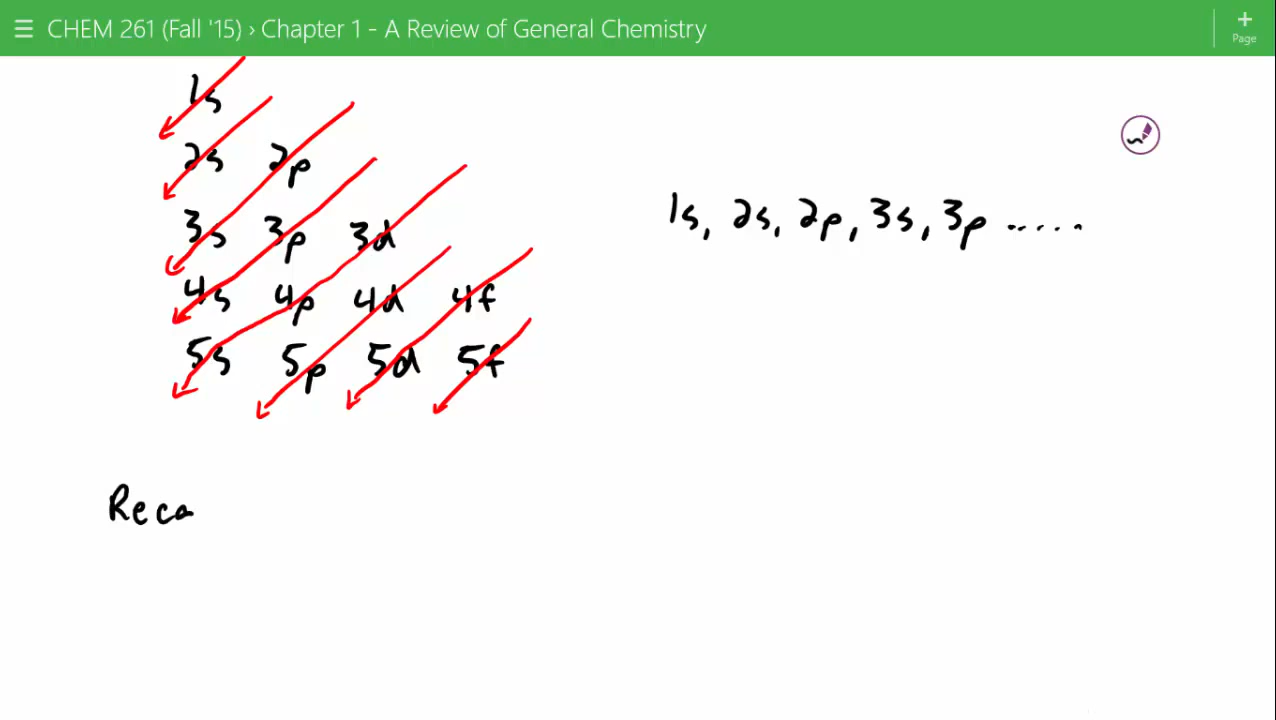 CHEM 261 (Fall '15) › Chapter 1 - A Review of General Chemistry
Page
1s
2s 2p
3s 3p 3d
4s 4p 4d 4f
5s 5p 5d 5f
1s, 2s, 2p, 3s, 3p ......
Reca